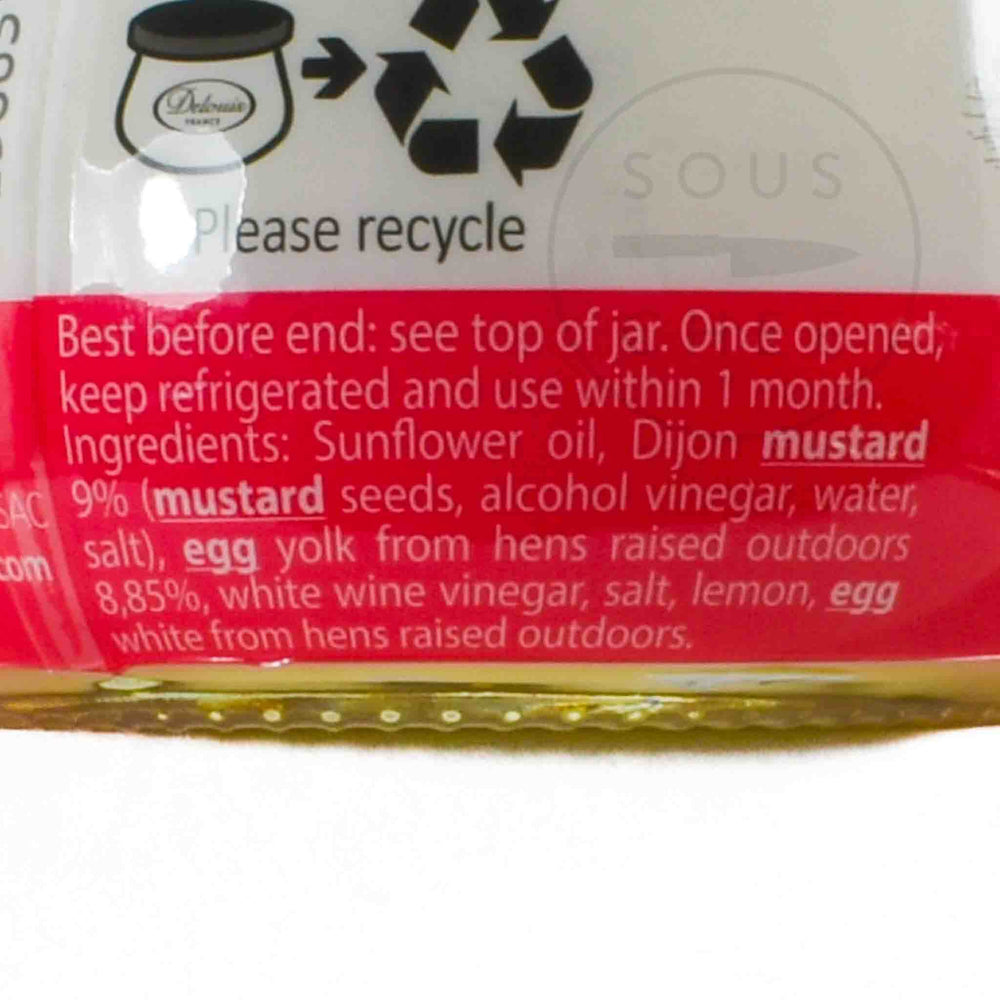 Delouis
FRANCE
Please recycle
SOUS
Best before end: see top of jar. Once opened,
keep refrigerated and use within 1 month.
Ingredients: Sunflower oil, Dijon mustard
9% (mustard seeds, alcohol vinegar, water,
salt), egg yolk from hens raised outdoors
8,85%, white wine vinegar, salt, lemon, egg
white from hens raised outdoors.
SAC
com